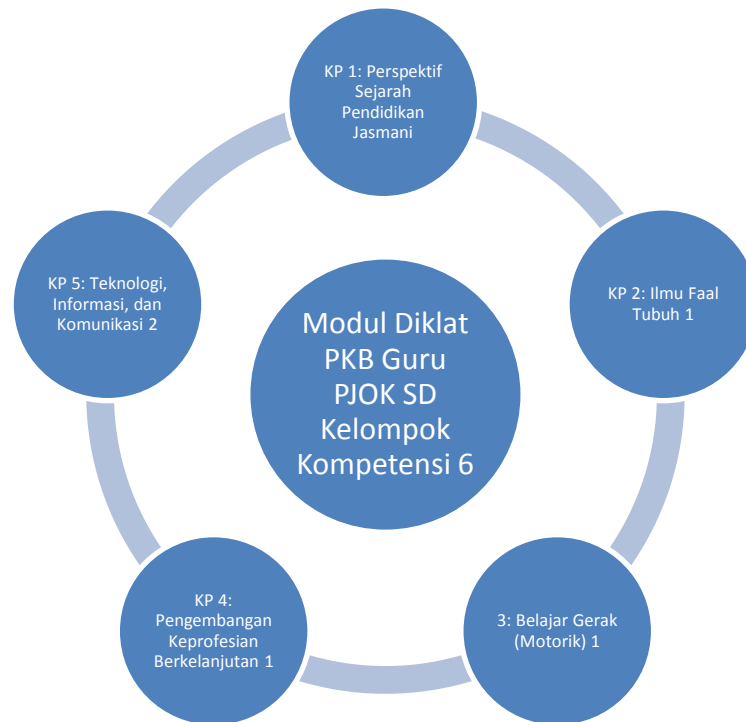 KP 1: Perspektif
Sejarah
Pendidikan
Jasmani
KP 2: Ilmu Faal
Tubuh 1
3: Belajar Gerak
(Motorik) 1
KP 4:
Pengembangan
Keprofesian
Berkelanjutan 1
KP 5: Teknologi,
Informasi, dan
Komunikasi 2
Modul Diklat
PKB Guru
PJOK SD
Kelompok
Kompetensi 6